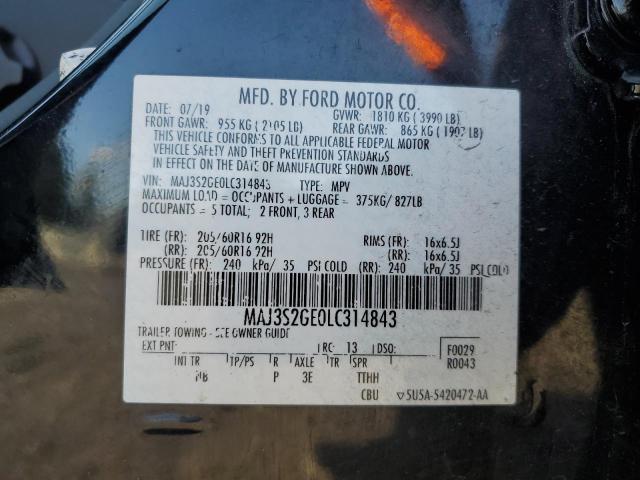 MFD. BY FORD MOTOR CO.
DATE: 07/19 GVWR: 1810 KG ( 3990 LB)
FRONT GAWR: 955 KG ( 2105 LB) REAR GAWR: 865 KG ( 1907 LB)
THIS VEHICLE CONFORMS TO ALL APPLICABLE FEDERAL MOTOR
VEHICLE SAFETY AND THEFT PREVENTION STANDARDS
IN EFFECT ON THE DATE OF MANUFACTURE SHOWN ABOVE.
VIN: MAJ3S2GE0LC314843 TYPE: MPV
MAXIMUM LOAD = OCCUPANTS + LUGGAGE = 375KG/ 827LB
OCCUPANTS = 5 TOTAL; 2 FRONT, 3 REAR
TIRE (FR): 205/60R16 92H RIMS (FR): 16x6.5J
(RR): 205/60R16 92H (RR): 16x6.5J
PRESSURE (FR): 240 kPa/ 35 PSI COLD (RR): 240 kPa/ 35 PSI COLD
MAJ3S2GE0LC314843
TRAILER TOWING - SEE OWNER GUIDE
EXT PNT: RC: 13 DSO: F0029
INT TR TP/PS R AXLE TR SPR R0043
P 3E TTHH
CBU 5U5A-5420472-AA